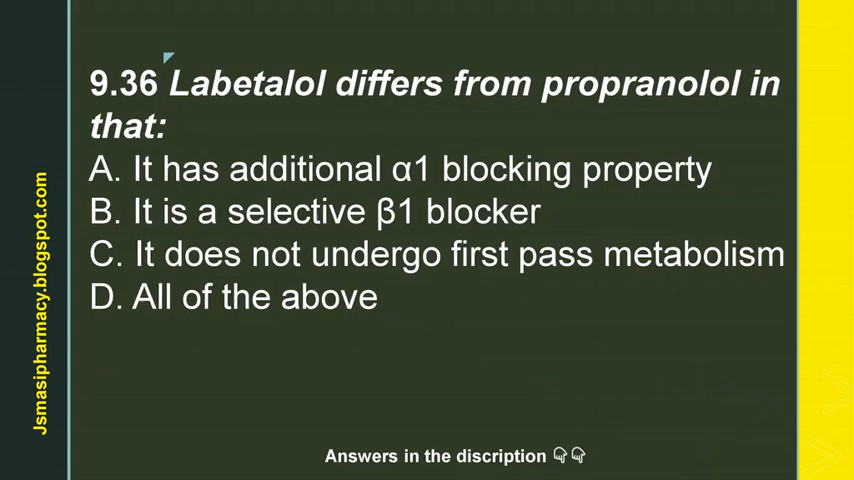 9.36 Labetalol differs from propranolol in
that:
A. It has additional α1 blocking property
B. It is a selective β1 blocker
C. It does not undergo first pass metabolism
D. All of the above
Jsmasipharmacy.blogspot.com
Answers in the discription 👇👇